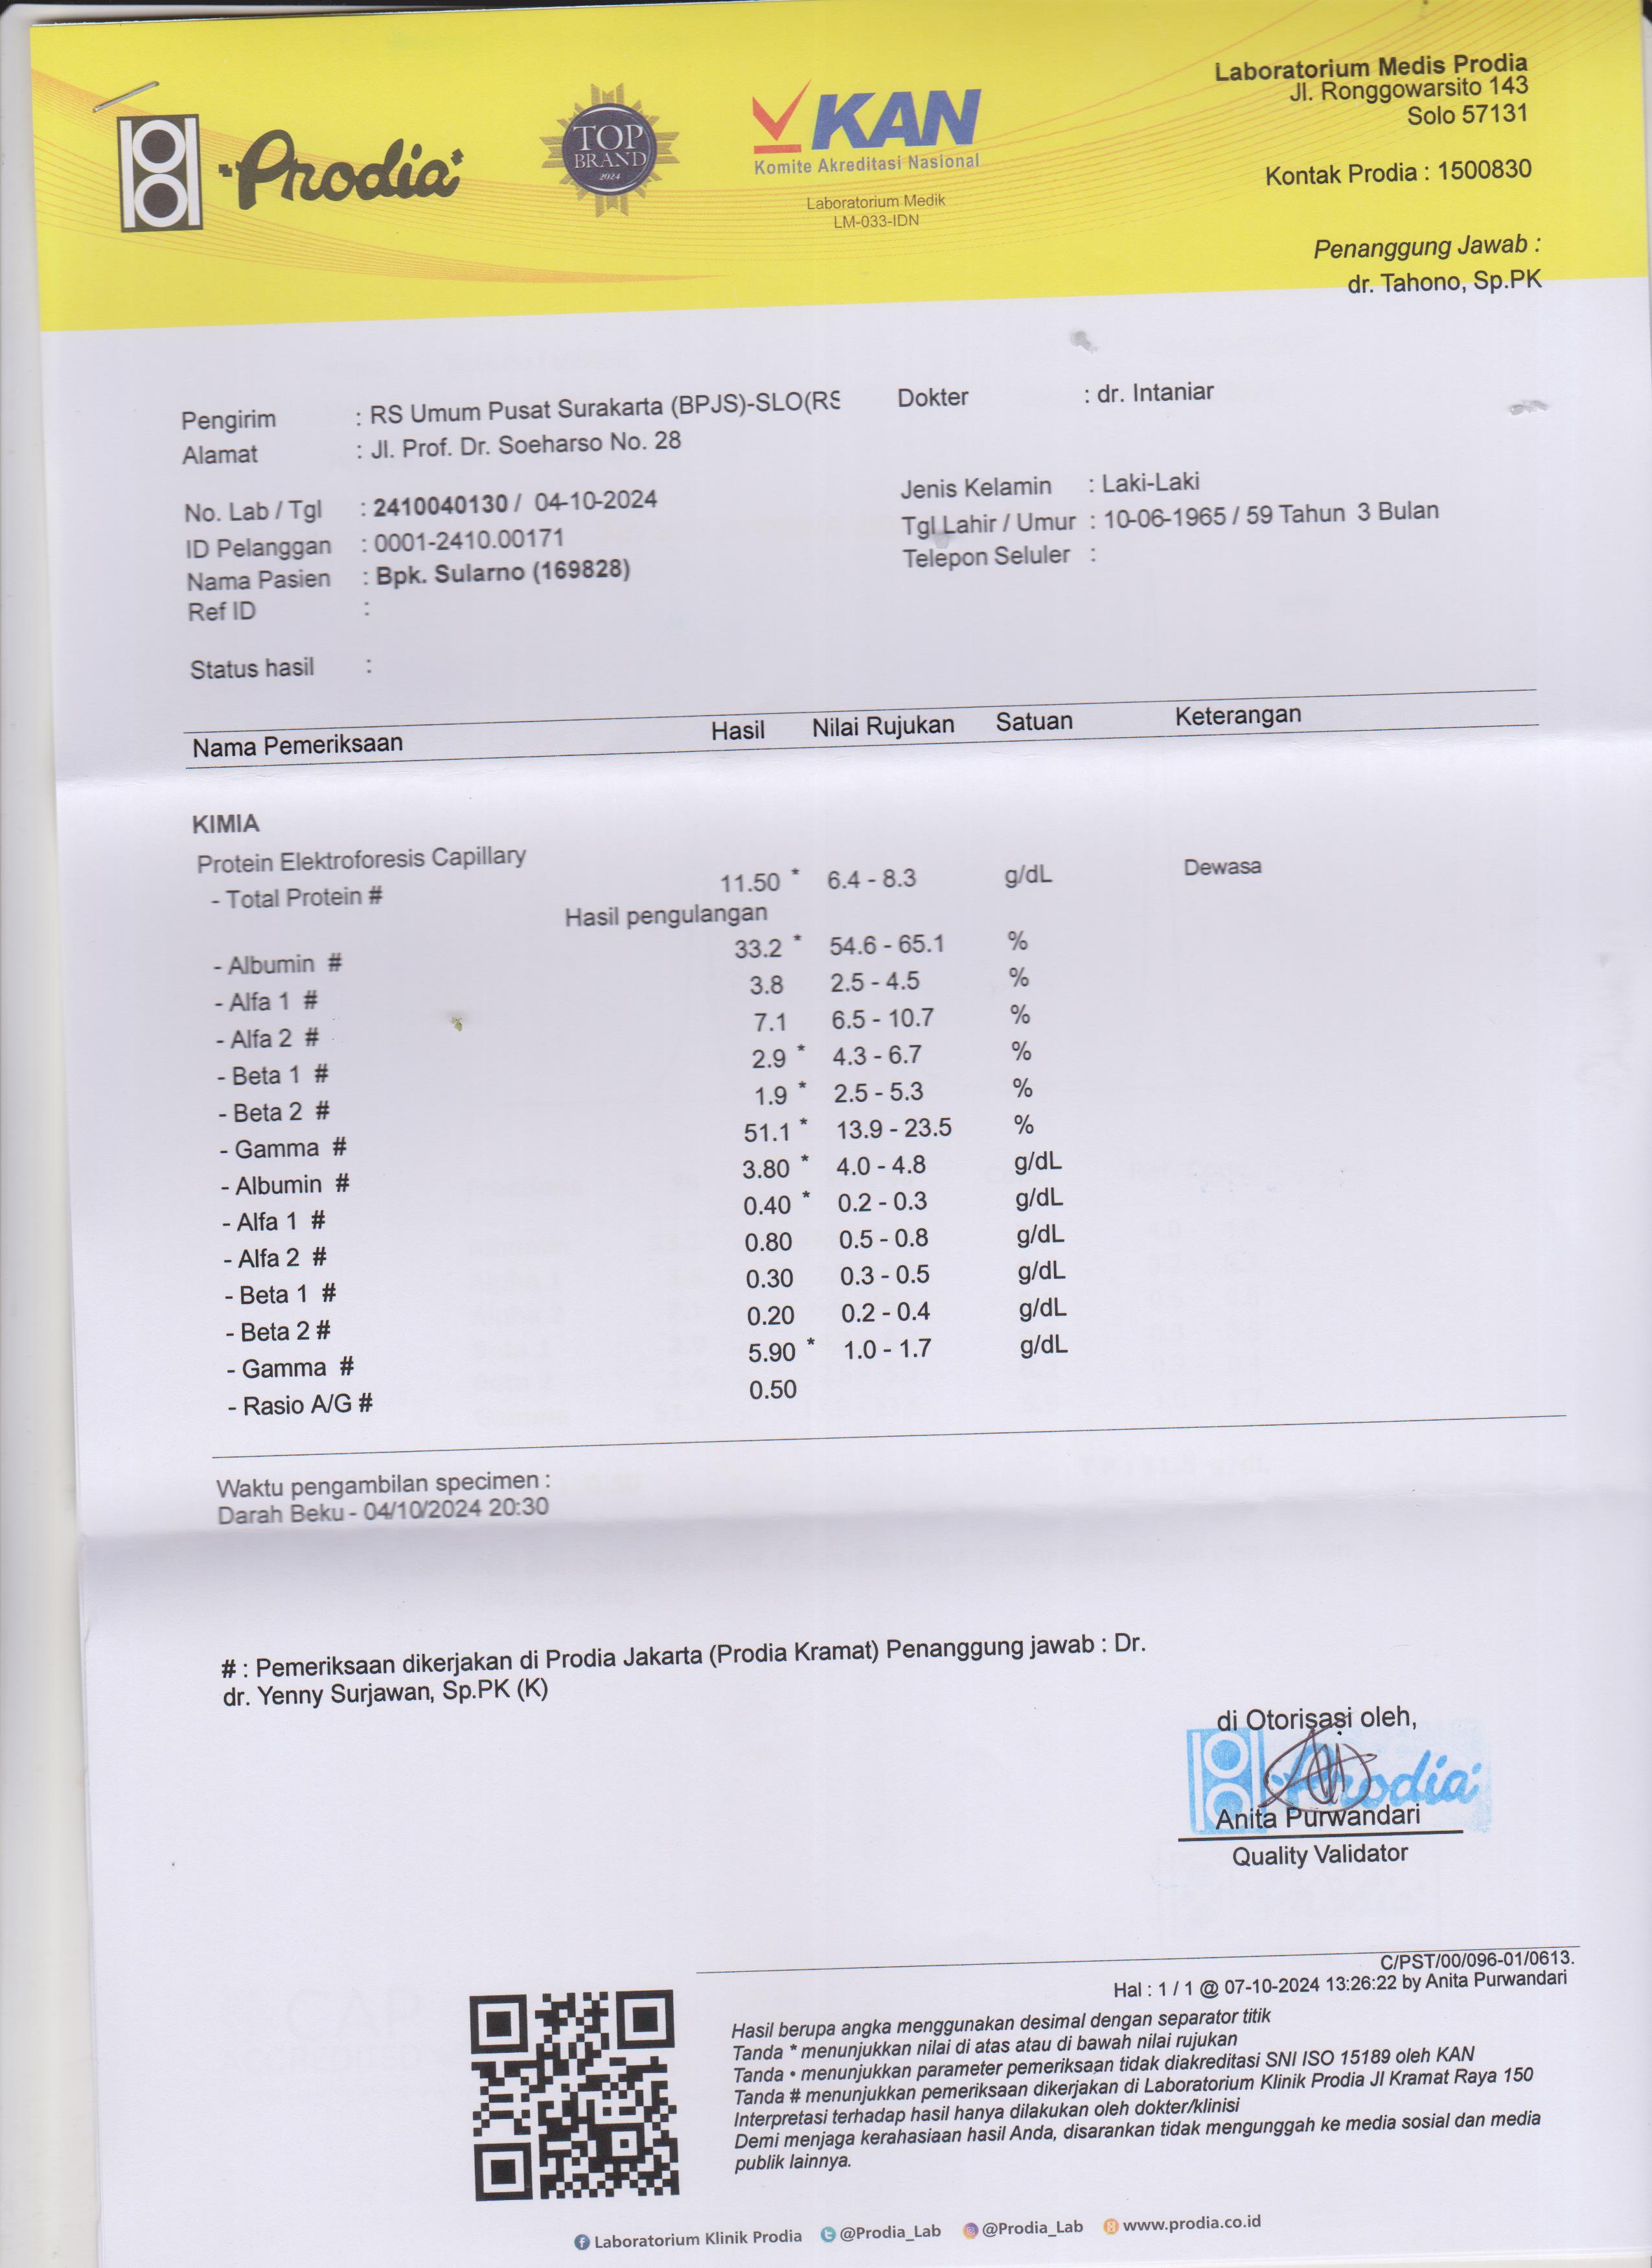 Prodia
TOP
BRAND
2024
KAN
Komite Akreditasi Nasional
Laboratorium Medik
LM-033-IDN
Laboratorium Medis Prodia
Jl. Ronggowarsito 143
Solo 57131
Kontak Prodia : 1500830
Penanggung Jawab :
dr. Tahono, Sp.PK
Pengirim : RS Umum Pusat Surakarta (BPJS)-SLO(RS
Dokter : dr. Intaniar
Alamat : Jl. Prof. Dr. Soeharso No. 28
No. Lab / Tgl : 2410040130 / 04-10-2024
Jenis Kelamin : Laki-Laki
ID Pelanggan : 0001-2410.00171
Tgl Lahir / Umur : 10-06-1965 / 59 Tahun 3 Bulan
Nama Pasien : Bpk. Sularno (169828)
Telepon Seluler :
Ref ID :
Status hasil :
Nama Pemeriksaan Hasil Nilai Rujukan Satuan Keterangan
KIMIA
Protein Elektroforesis Capillary
- Total Protein # 11.50 * 6.4 - 8.3 g/dL Dewasa
Hasil pengulangan
- Albumin # 33.2 * 54.6 - 65.1 %
- Alfa 1 # 3.8 2.5 - 4.5 %
- Alfa 2 # 7.1 6.5 - 10.7 %
- Beta 1 # 2.9 * 4.3 - 6.7 %
- Beta 2 # 1.9 * 2.5 - 5.3 %
- Gamma # 51.1 * 13.9 - 23.5 %
- Albumin # 3.80 * 4.0 - 4.8 g/dL
- Alfa 1 # 0.40 * 0.2 - 0.3 g/dL
- Alfa 2 # 0.80 0.5 - 0.8 g/dL
- Beta 1 # 0.30 0.3 - 0.5 g/dL
- Beta 2 # 0.20 0.2 - 0.4 g/dL
- Gamma # 5.90 * 1.0 - 1.7 g/dL
- Rasio A/G # 0.50
Waktu pengambilan specimen :
Darah Beku - 04/10/2024 20:30
# : Pemeriksaan dikerjakan di Prodia Jakarta (Prodia Kramat) Penanggung jawab : Dr.
dr. Yenny Surjawan, Sp.PK (K)
di Otorisasi oleh,
Prodia
Anita Purwandari
Quality Validator
C/PST/00/096-01/0613.
Hal : 1 / 1 @ 07-10-2024 13:26:22 by Anita Purwandari
Hasil berupa angka menggunakan desimal dengan separator titik
Tanda * menunjukkan nilai di atas atau di bawah nilai rujukan
Tanda • menunjukkan parameter pemeriksaan tidak diakreditasi SNI ISO 15189 oleh KAN
Tanda # menunjukkan pemeriksaan dikerjakan di Laboratorium Klinik Prodia Jl Kramat Raya 150
Interpretasi terhadap hasil hanya dilakukan oleh dokter/klinisi
Demi menjaga kerahasiaan hasil Anda, disarankan tidak mengunggah ke media sosial dan media
publik lainnya.
Laboratorium Klinik Prodia @Prodia_Lab @Prodia_Lab www.prodia.co.id